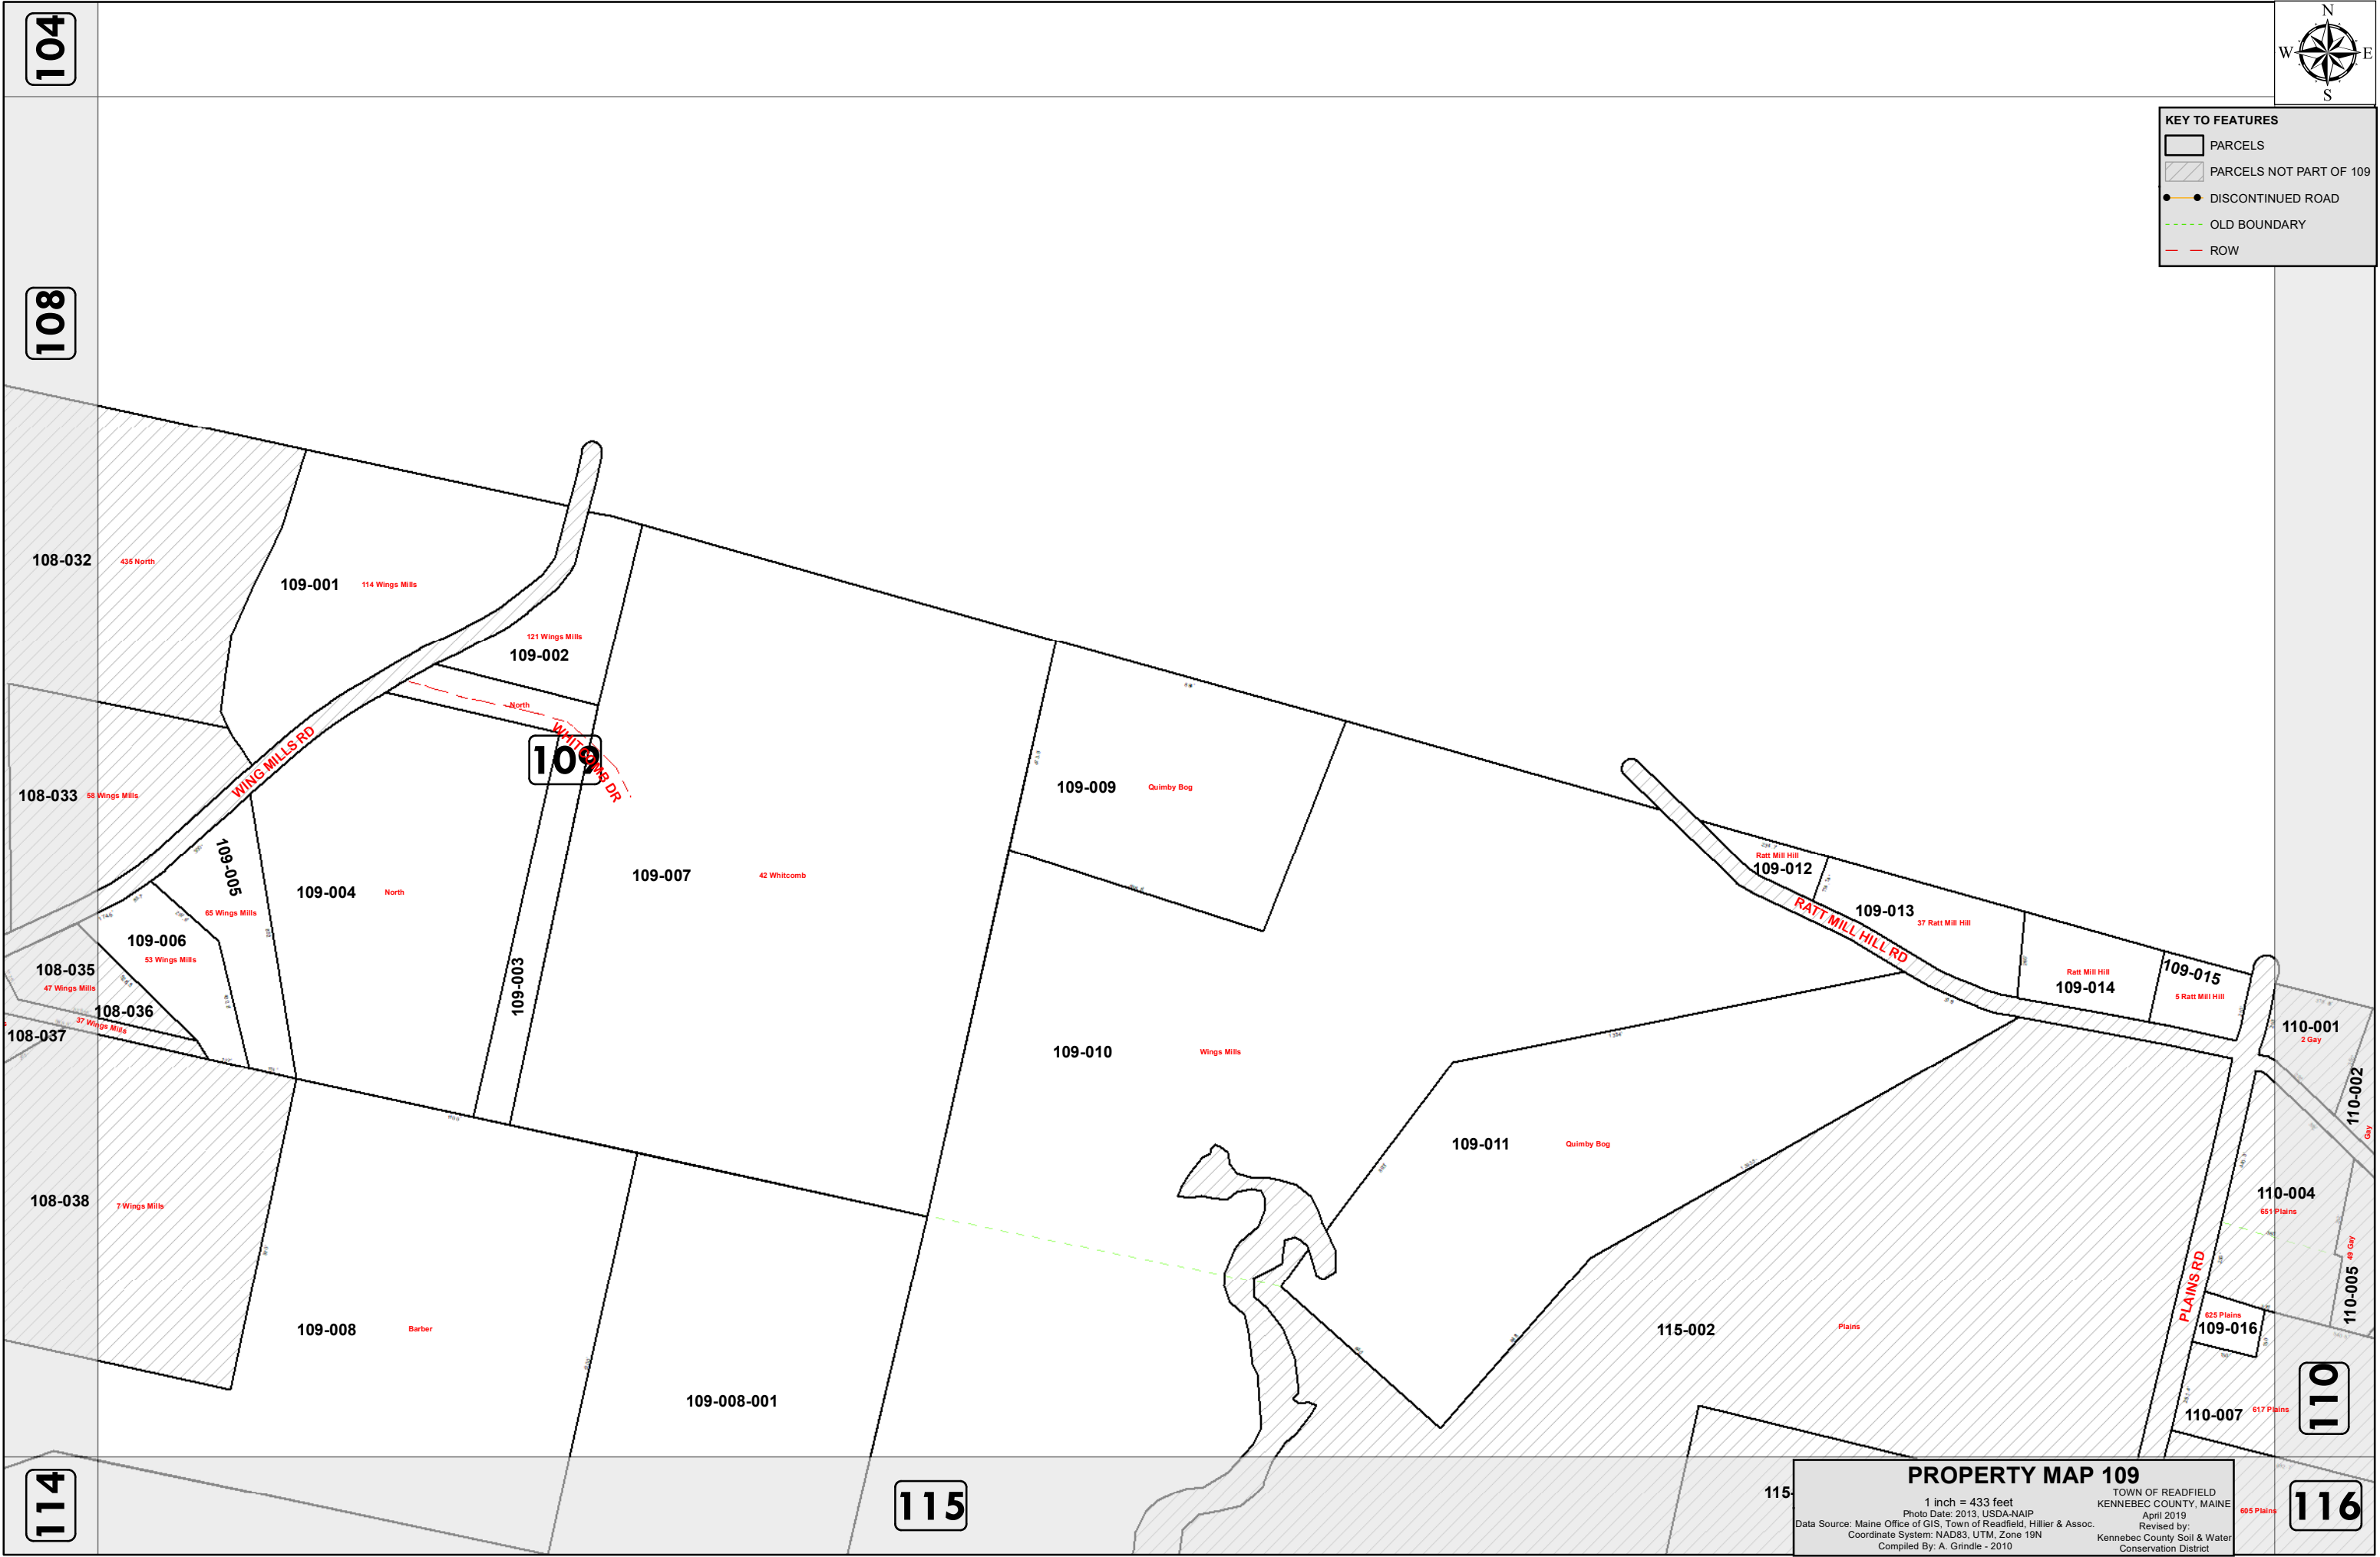 104
N
W
E
S
KEY TO FEATURES
PARCELS
PARCELS NOT PART OF 109
DISCONTINUED ROAD
OLD BOUNDARY
ROW
108
108-032
435 North
109-001
114 Wings Mills
121 Wings Mills
109-002
North
WHITCOMB DR
109
WING MILLS RD
108-033
58 Wings Mills
109-009
Quimby Bog
109-005
109-004
North
109-007
42 Whitcomb
65 Wings Mills
109-006
53 Wings Mills
108-035
47 Wings Mills
108-036
37 Wings Mills
108-037
109-003
Ratt Mill Hill
109-012
RATT MILL HILL RD
109-013
37 Ratt Mill Hill
Ratt Mill Hill
109-014
109-015
5 Ratt Mill Hill
110-001
2 Gay
110-002
Gay
109-010
Wings Mills
109-011
Quimby Bog
108-038
7 Wings Mills
110-004
651 Plains
49 Gay
110-005
PLAINS RD
625 Plains
109-016
109-008
Barber
115-002
Plains
109-008-001
110-007
617 Plains
110
114
115
115-
PROPERTY MAP 109
1 inch = 433 feet
Photo Date: 2013, USDA-NAIP
Data Source: Maine Office of GIS, Town of Readfield, Hillier & Assoc.
Coordinate System: NAD83, UTM, Zone 19N
Compiled By: A. Grindle - 2010
TOWN OF READFIELD
KENNEBEC COUNTY, MAINE
April 2019
Revised by:
Kennebec County Soil & Water
Conservation District
605 Plains
116